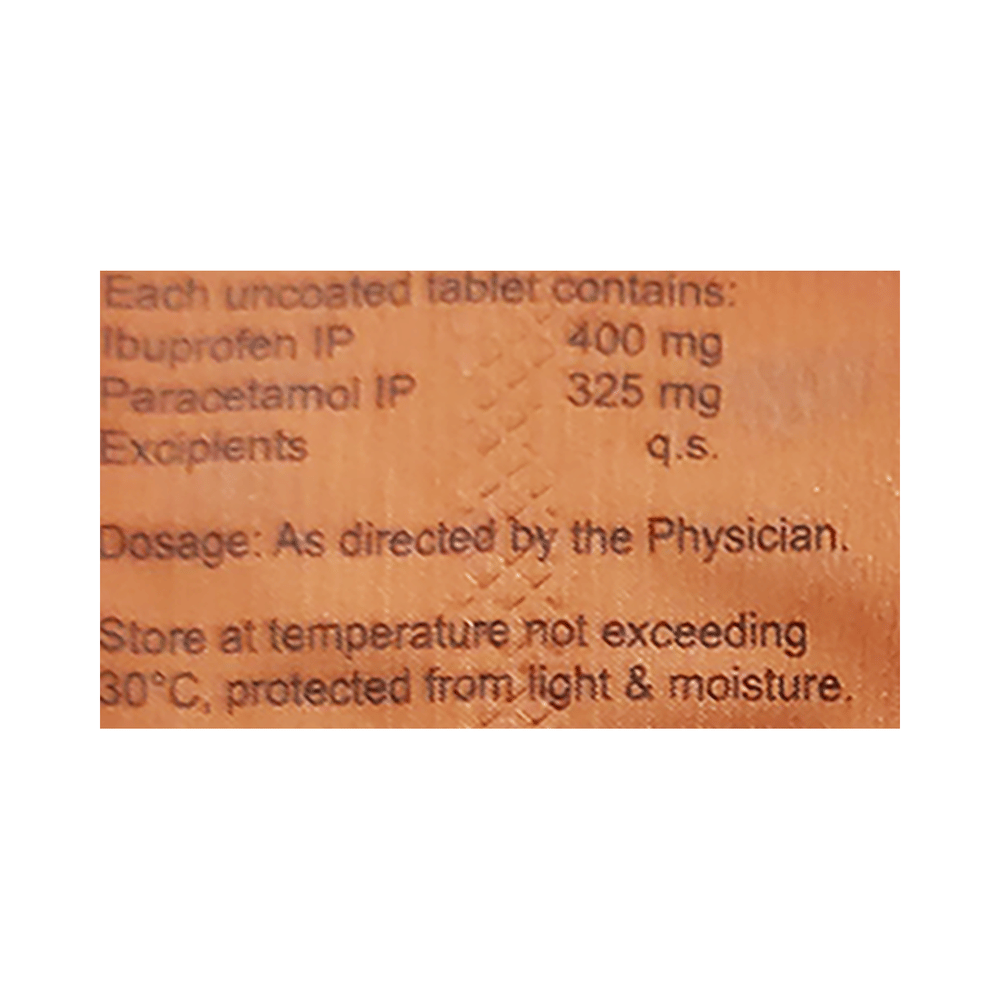 Each uncoated tablet contains:
Ibuprofen IP 400 mg
Paracetamol IP 325 mg
Excipients q.s.
Dosage: As directed by the Physician.
Store at temperature not exceeding
30°C, protected from light & moisture.